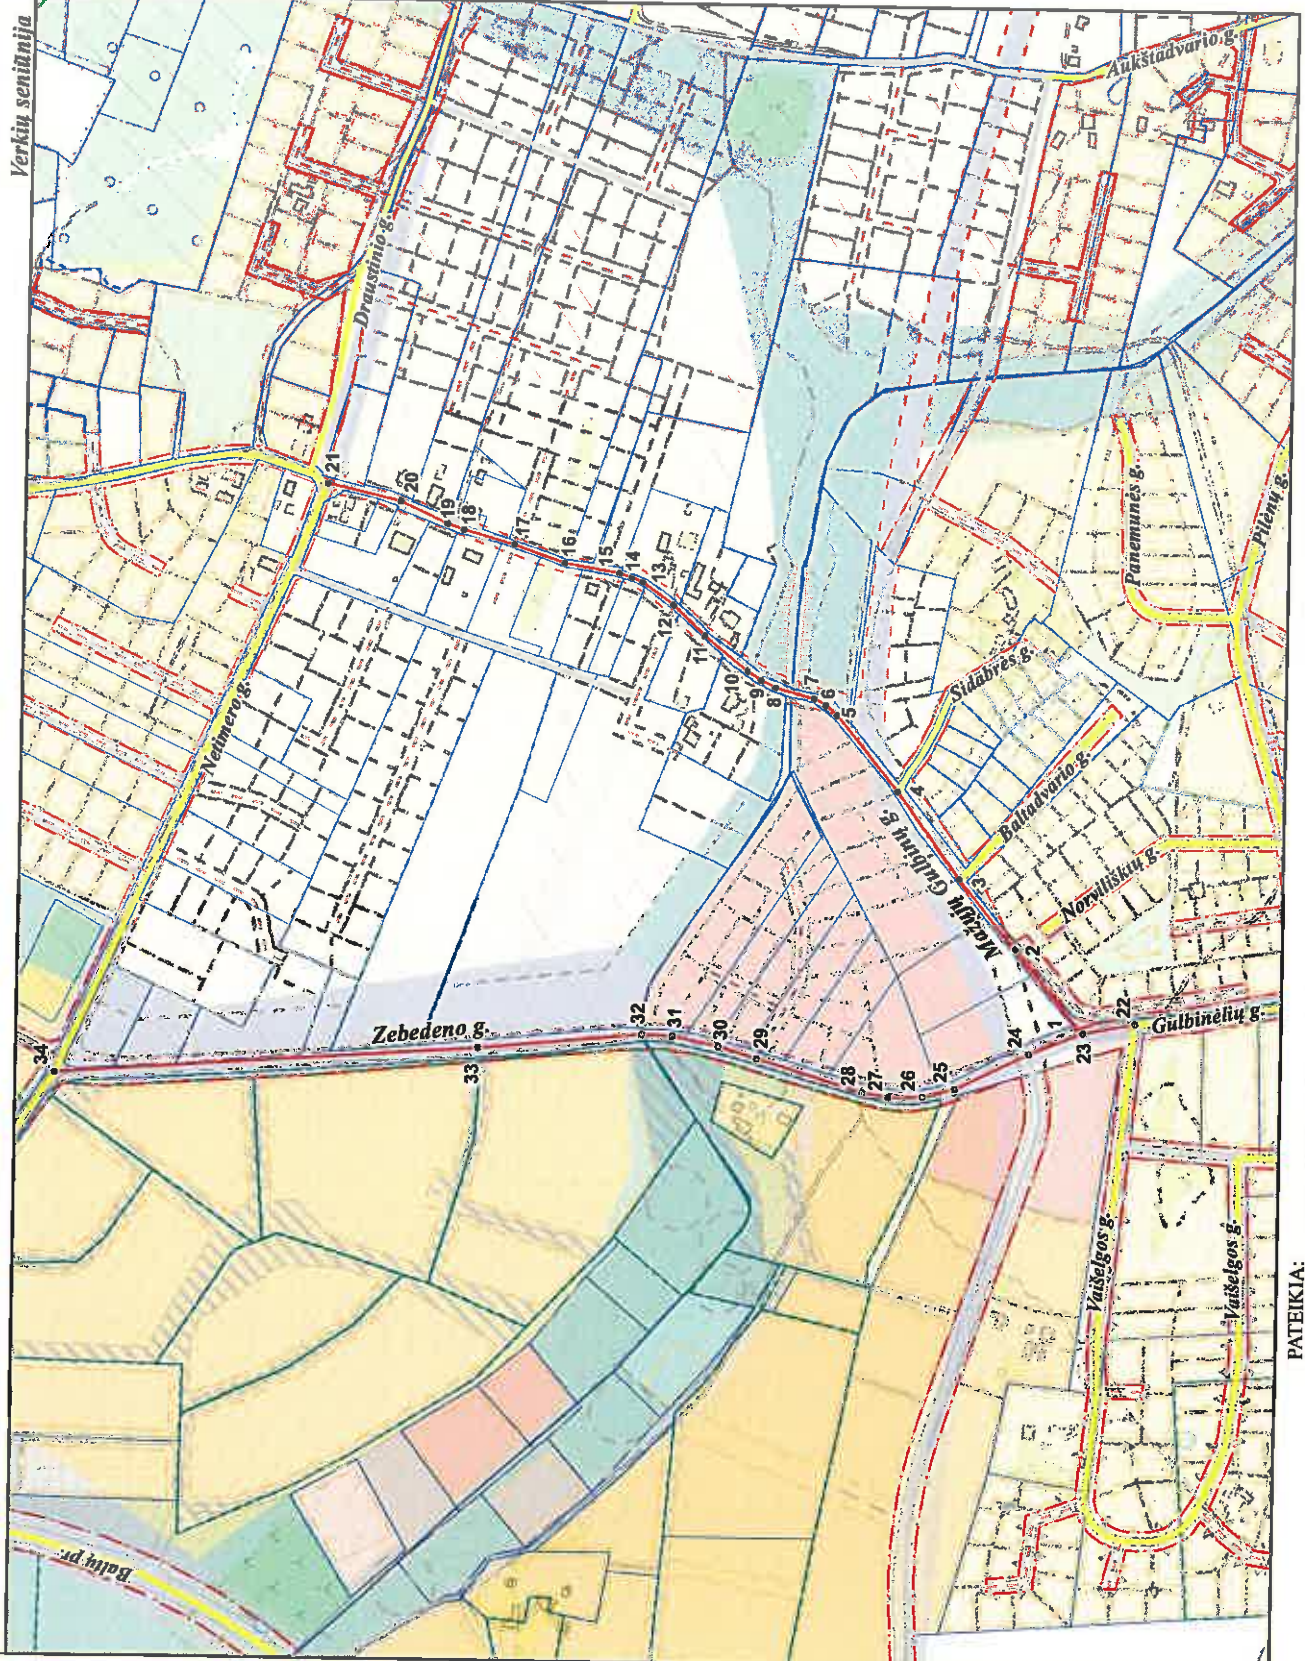 Verkių seniūnija
Aukštadvario g.
Draustinio g.
Netimero g.
21
20
19
18
17
16
15
14
13
12
11
10
9
8
7
6
5
4
3
2
1
Panemunės g.
Pilėnų g.
Sidabrės g.
Baltadvario g.
Norviliškių g.
Mažųjų Gulbinų g.
34
Zebedeno g.
33
32
31
30
29
28
27
26
25
24
23
22
Gulbinėlių g.
Vaišelgos g.
Vaišelgos g.
Baltų pr.
PATEIKIA: